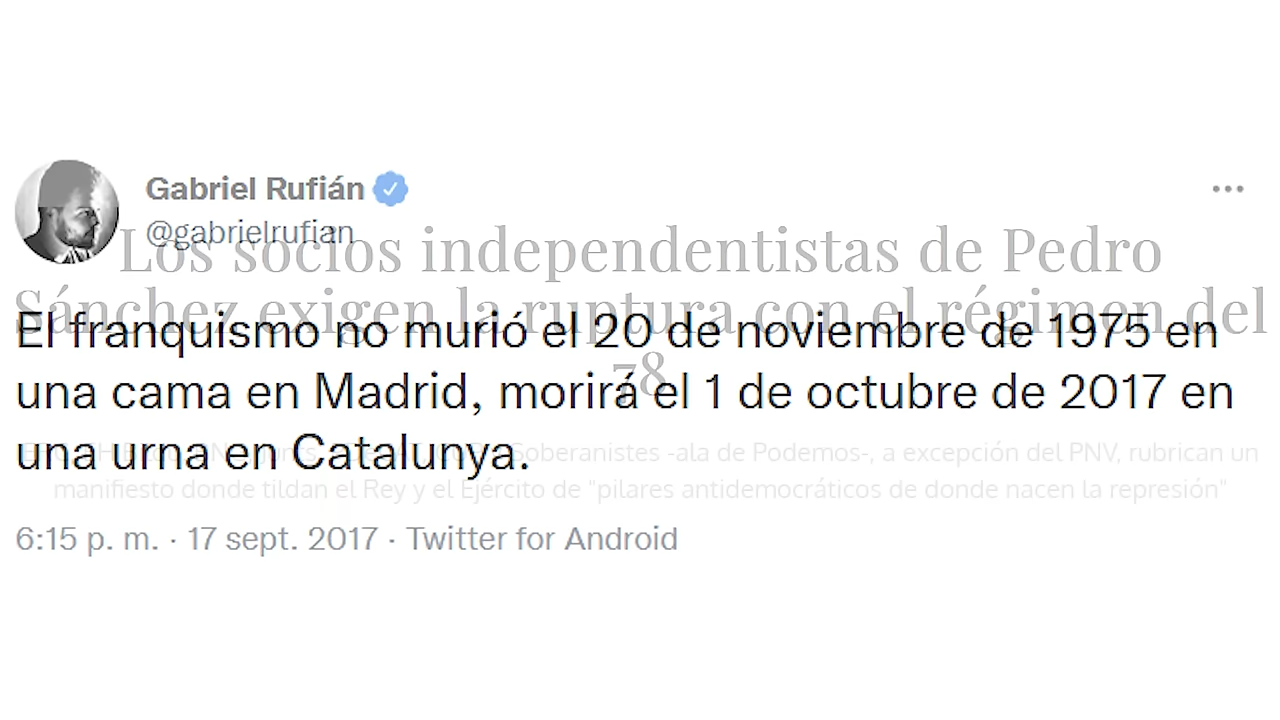 Gabriel Rufián
@gabrielrufian
Los socios independentistas de Pedro
Sánchez exigen la ruptura con el régimen del
78
El franquismo no murió el 20 de noviembre de 1975 en
una cama en Madrid, morirá el 1 de octubre de 2017 en
una urna en Catalunya.
Soberanistes -ala de Podemos-, a excepción del PNV, rubrican un
manifiesto donde tildan el Rey y el Ejército de "pilares antidemocráticos de donde nacen la represión"
6:15 p. m. · 17 sept. 2017 · Twitter for Android